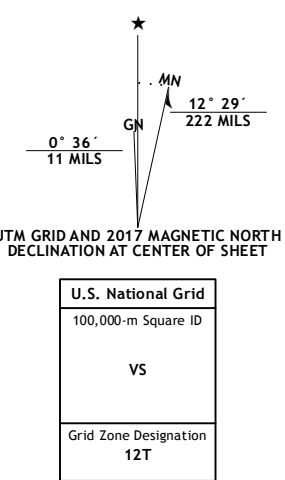 ★
MN
GN
12° 29´
222 MILS
0° 36´
11 MILS
UTM GRID AND 2017 MAGNETIC NORTH
DECLINATION AT CENTER OF SHEET
U.S. National Grid
100,000-m Square ID
VS
Grid Zone Designation
12T